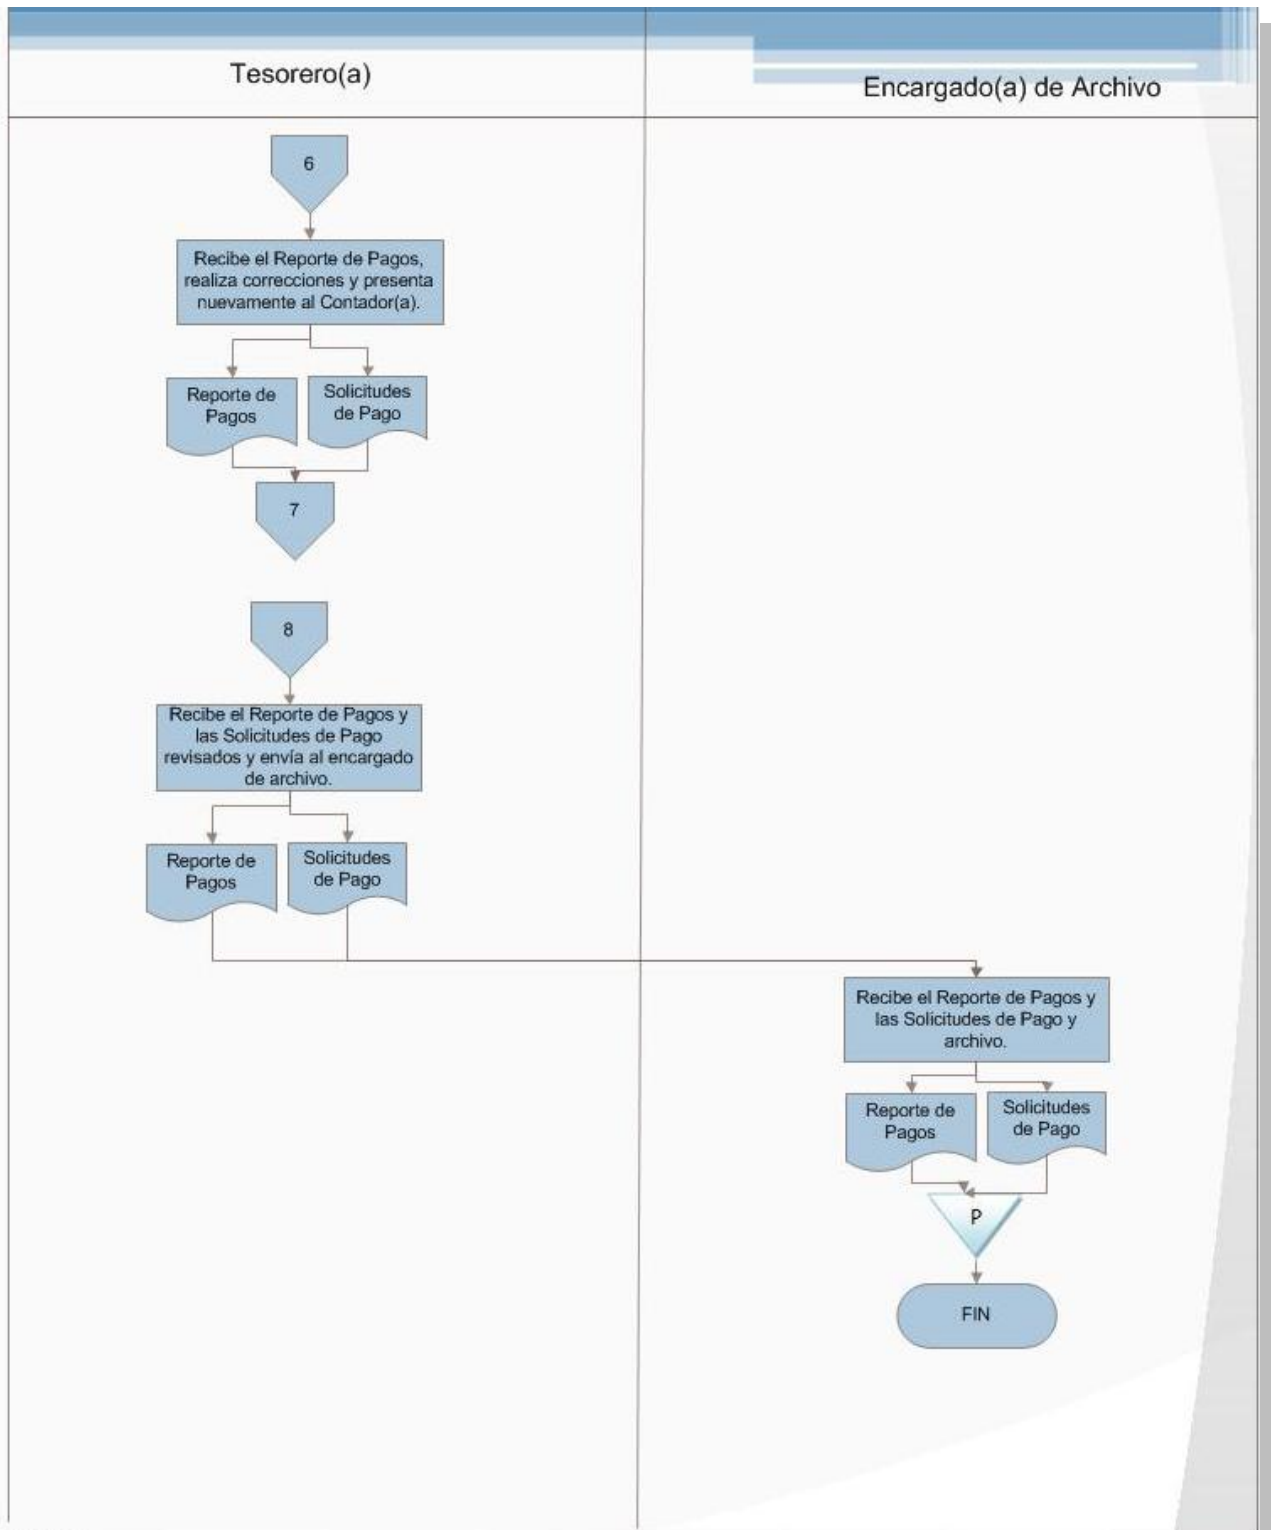 Tesorero(a)
Encargado(a) de Archivo
6
Recibe el Reporte de Pagos,
realiza correcciones y presenta
nuevamente al Contador(a).
Reporte de
Pagos
Solicitudes
de Pago
7
8
Recibe el Reporte de Pagos y
las Solicitudes de Pago
revisados y envía al encargado
de archivo.
Reporte de
Pagos
Solicitudes
de Pago
Recibe el Reporte de Pagos y
las Solicitudes de Pago y
archivo.
Reporte de
Pagos
Solicitudes
de Pago
P
FIN